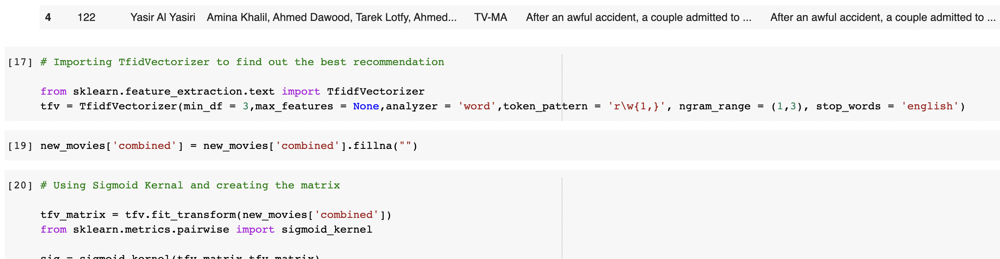 4 122 Yasir Al Yasiri Amina Khalil, Ahmed Dawood, Tarek Lotfy, Ahmed... TV-MA After an awful accident, a couple admitted to ... After an awful accident, a couple admitted to ...
[17] # Importing TfidVectorizer to find out the best recommendation
from sklearn.feature_extraction.text import TfidfVectorizer
tfv = TfidfVectorizer(min_df = 3,max_features = None,analyzer = 'word',token_pattern = 'r\w{1,}', ngram_range = (1,3), stop_words = 'english')
[19] new_movies['combined'] = new_movies['combined'].fillna("")
[20] # Using Sigmoid Kernal and creating the matrix
tfv_matrix = tfv.fit_transform(new_movies['combined'])
from sklearn.metrics.pairwise import sigmoid_kernel
sig = sigmoid_kernel(tfv_matrix,tfv_matrix)